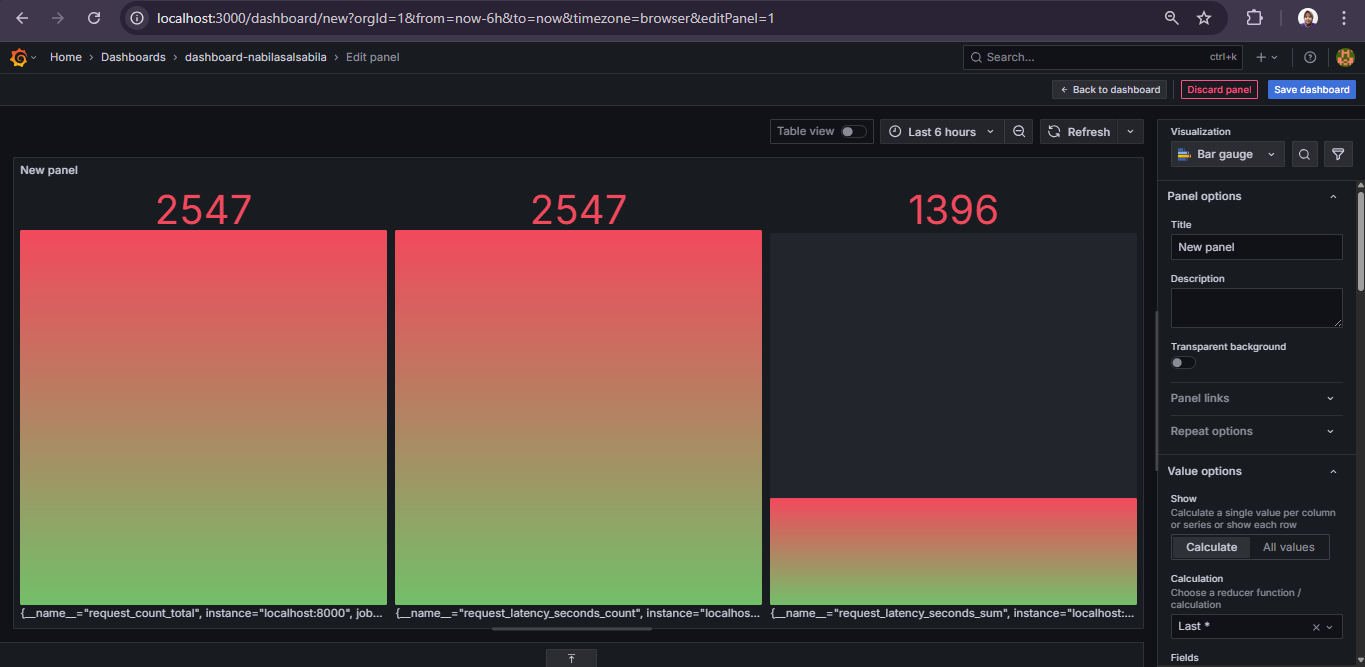 localhost:3000/dashboard/new?orgId=1&from=now-6h&to=now&timezone=browser&editPanel=1
Home › Dashboards › dashboard-nabilasalsabila › Edit panel
Search... ctrl+k
← Back to dashboard
Discard panel
Save dashboard
Table view
Last 6 hours
Refresh
New panel
2547
2547
1396
{__name__="request_count_total", instance="localhost:8000", job...
{__name__="request_latency_seconds_count", instance="localhos...
{__name__="request_latency_seconds_sum", instance="localhost:...
Visualization
Bar gauge
Panel options
Title
New panel
Description
Transparent background
Panel links
Repeat options
Value options
Show
Calculate a single value per column
or series or show each row
Calculate
All values
Calculation
Choose a reducer function /
calculation
Last *
Fields